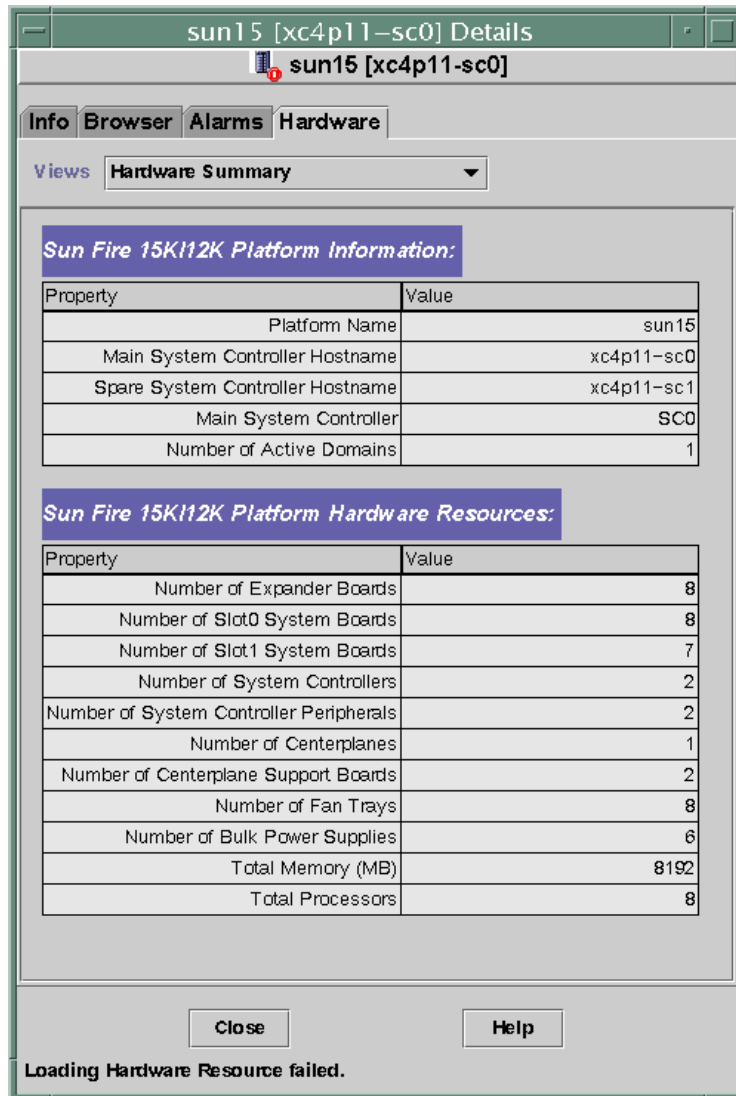 sun15 [xc4p11–sc0] Details
sun15 [xc4p11-sc0]
Info Browser Alarms Hardware
Views Hardware Summary
Sun Fire 15K/12K Platform Information:
Property Value
Platform Name sun15
Main System Controller Hostname xc4p11–sc0
Spare System Controller Hostname xc4p11–sc1
Main System Controller SC0
Number of Active Domains 1
Sun Fire 15K/12K Platform Hardware Resources:
Property Value
Number of Expander Boards 8
Number of Slot0 System Boards 8
Number of Slot1 System Boards 7
Number of System Controllers 2
Number of System Controller Peripherals 2
Number of Centerplanes 1
Number of Centerplane Support Boards 2
Number of Fan Trays 8
Number of Bulk Power Supplies 6
Total Memory (MB) 8192
Total Processors 8
Close Help
Loading Hardware Resource failed.